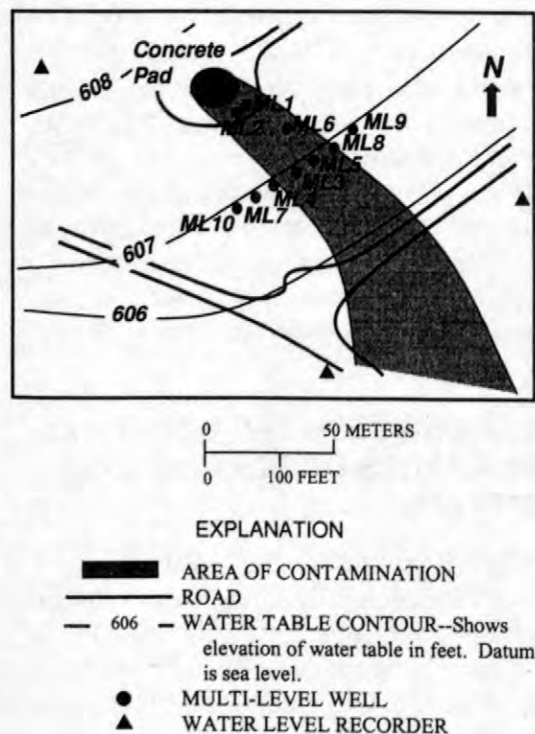 Concrete
Pad
N
608
ML1
ML2
ML6
ML9
ML8
ML5
ML3
ML4
ML7
ML10
607
606
0 50 METERS
0 100 FEET
EXPLANATION
AREA OF CONTAMINATION
ROAD
606 WATER TABLE CONTOUR--Shows
elevation of water table in feet. Datum
is sea level.
MULTI-LEVEL WELL
WATER LEVEL RECORDER